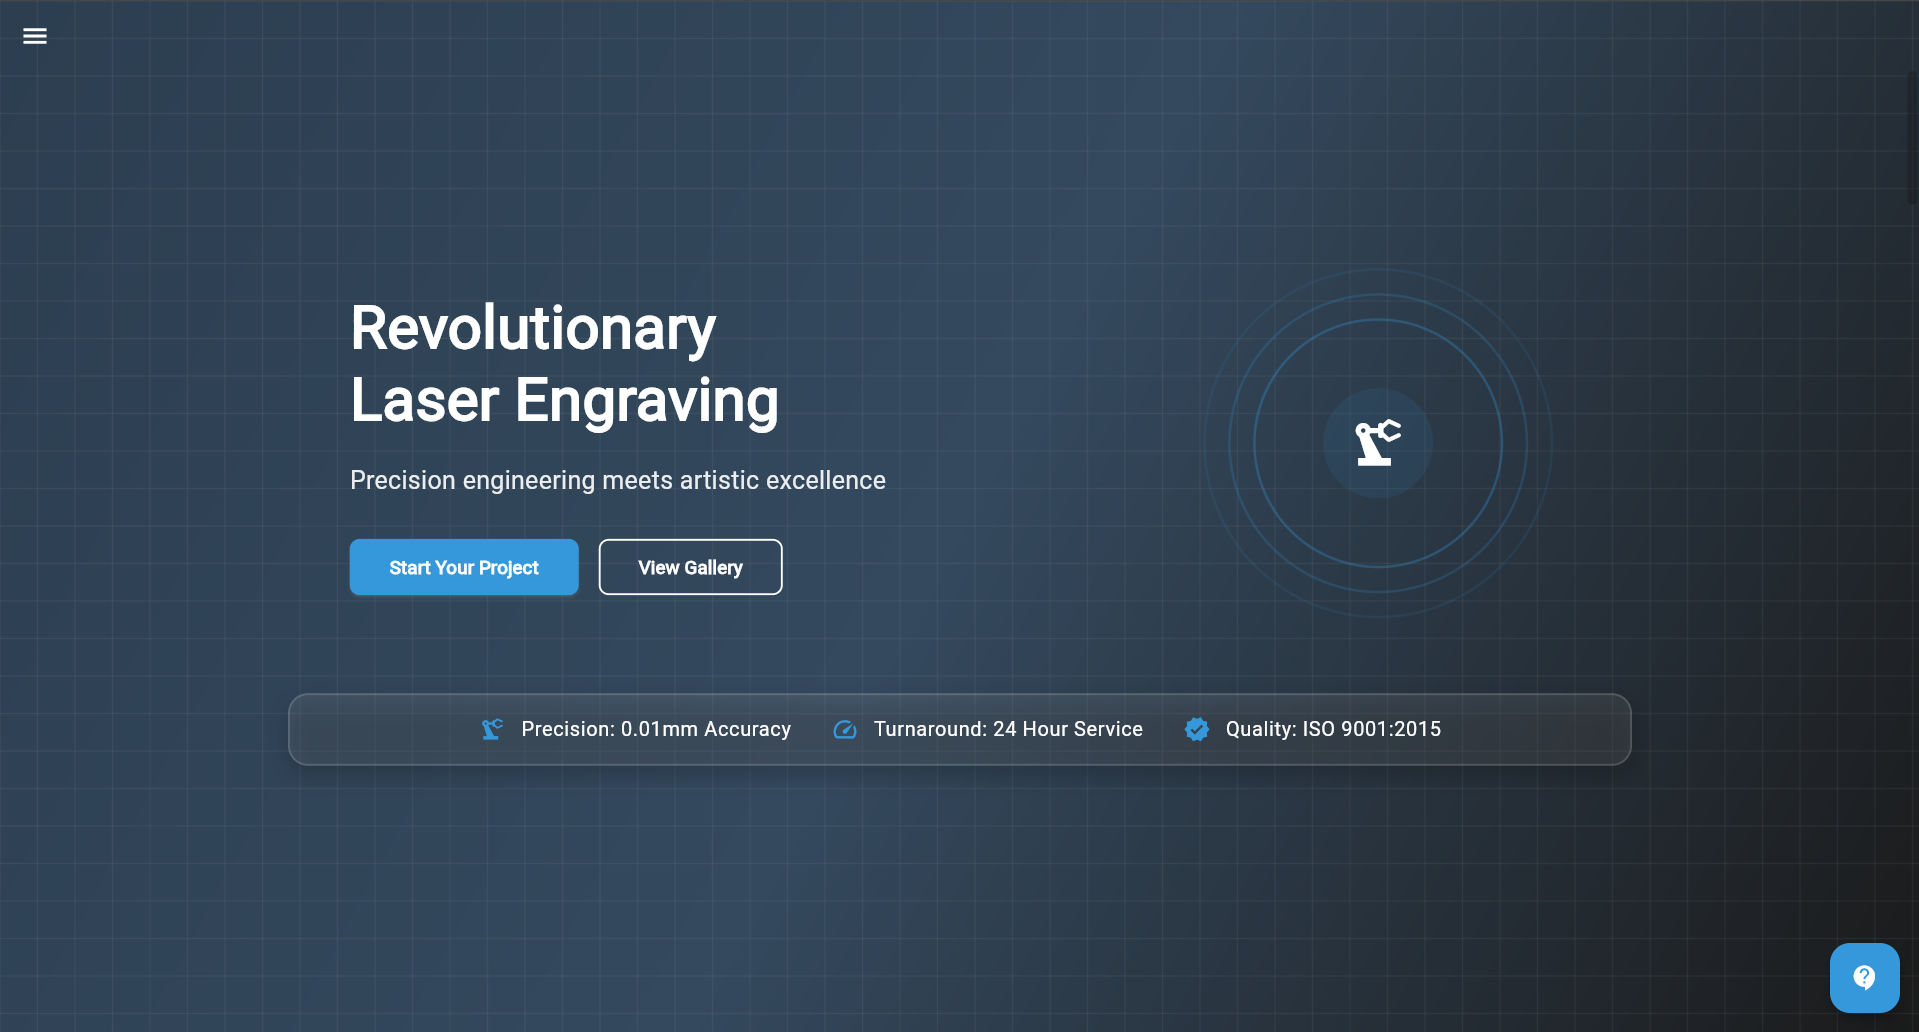 Revolutionary
Laser Engraving
Precision engineering meets artistic excellence
Start Your Project
View Gallery
Precision: 0.01mm Accuracy
Turnaround: 24 Hour Service
Quality: ISO 9001:2015